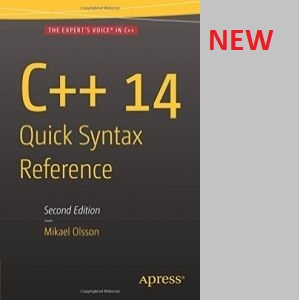 THE EXPERT'S VOICE® IN C++
NEW
C++ 14
Quick Syntax
Reference
Second Edition
Mikael Olsson
Apress®